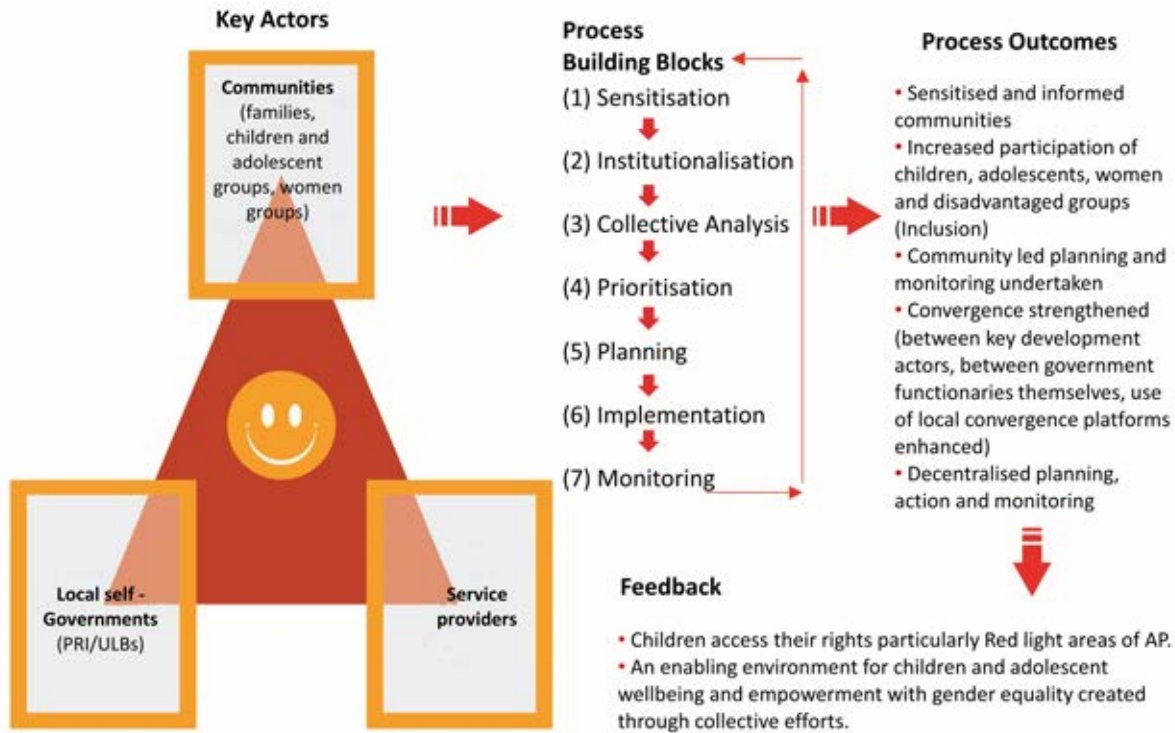 Key Actors
Communities
(families,
children and
adolescent
groups, women
groups)
Local self -
Governments
(PRI/ULBs)
Service
providers
Process
Building Blocks
(1) Sensitisation
(2) Institutionalisation
(3) Collective Analysis
(4) Prioritisation
(5) Planning
(6) Implementation
(7) Monitoring
Process Outcomes
• Sensitised and informed
communities
• Increased participation of
children, adolescents, women
and disadvantaged groups
(Inclusion)
• Community led planning and
monitoring undertaken
• Convergence strengthened
(between key development
actors, between government
functionaries themselves, use
of local convergence platforms
enhanced)
• Decentralised planning,
action and monitoring
Feedback
• Children access their rights particularly Red light areas of AP.
• An enabling environment for children and adolescent
wellbeing and empowerment with gender equality created
through collective efforts.